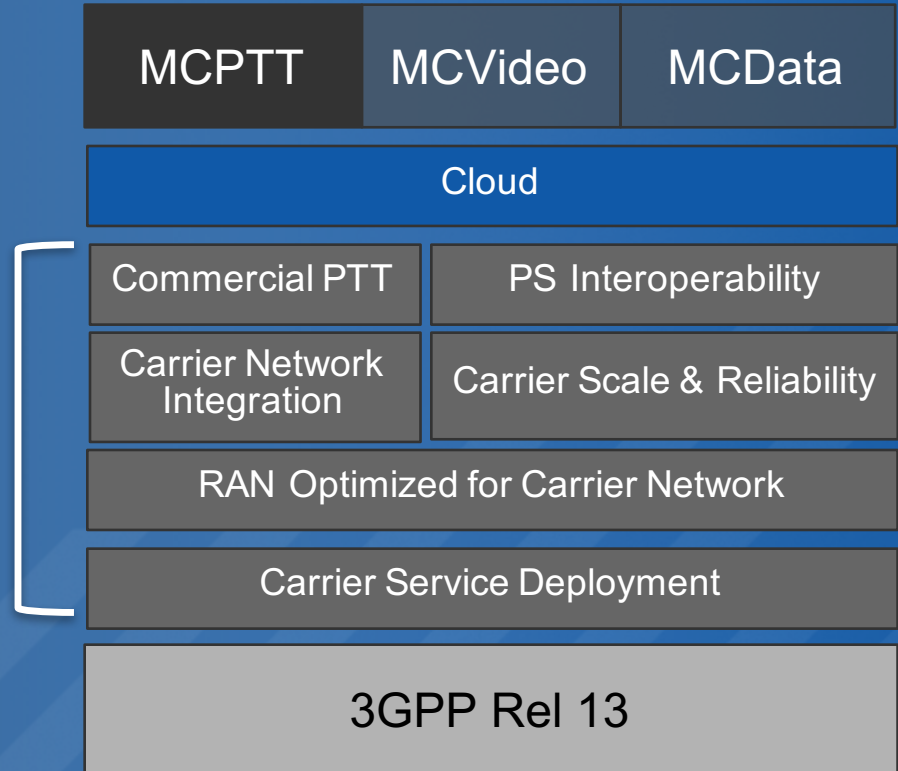 MCPTT MCVideo MCData
Cloud
Commercial PTT PS Interoperability
Carrier Network
Integration
Carrier Scale & Reliability
RAN Optimized for Carrier Network
Carrier Service Deployment
3GPP Rel 13